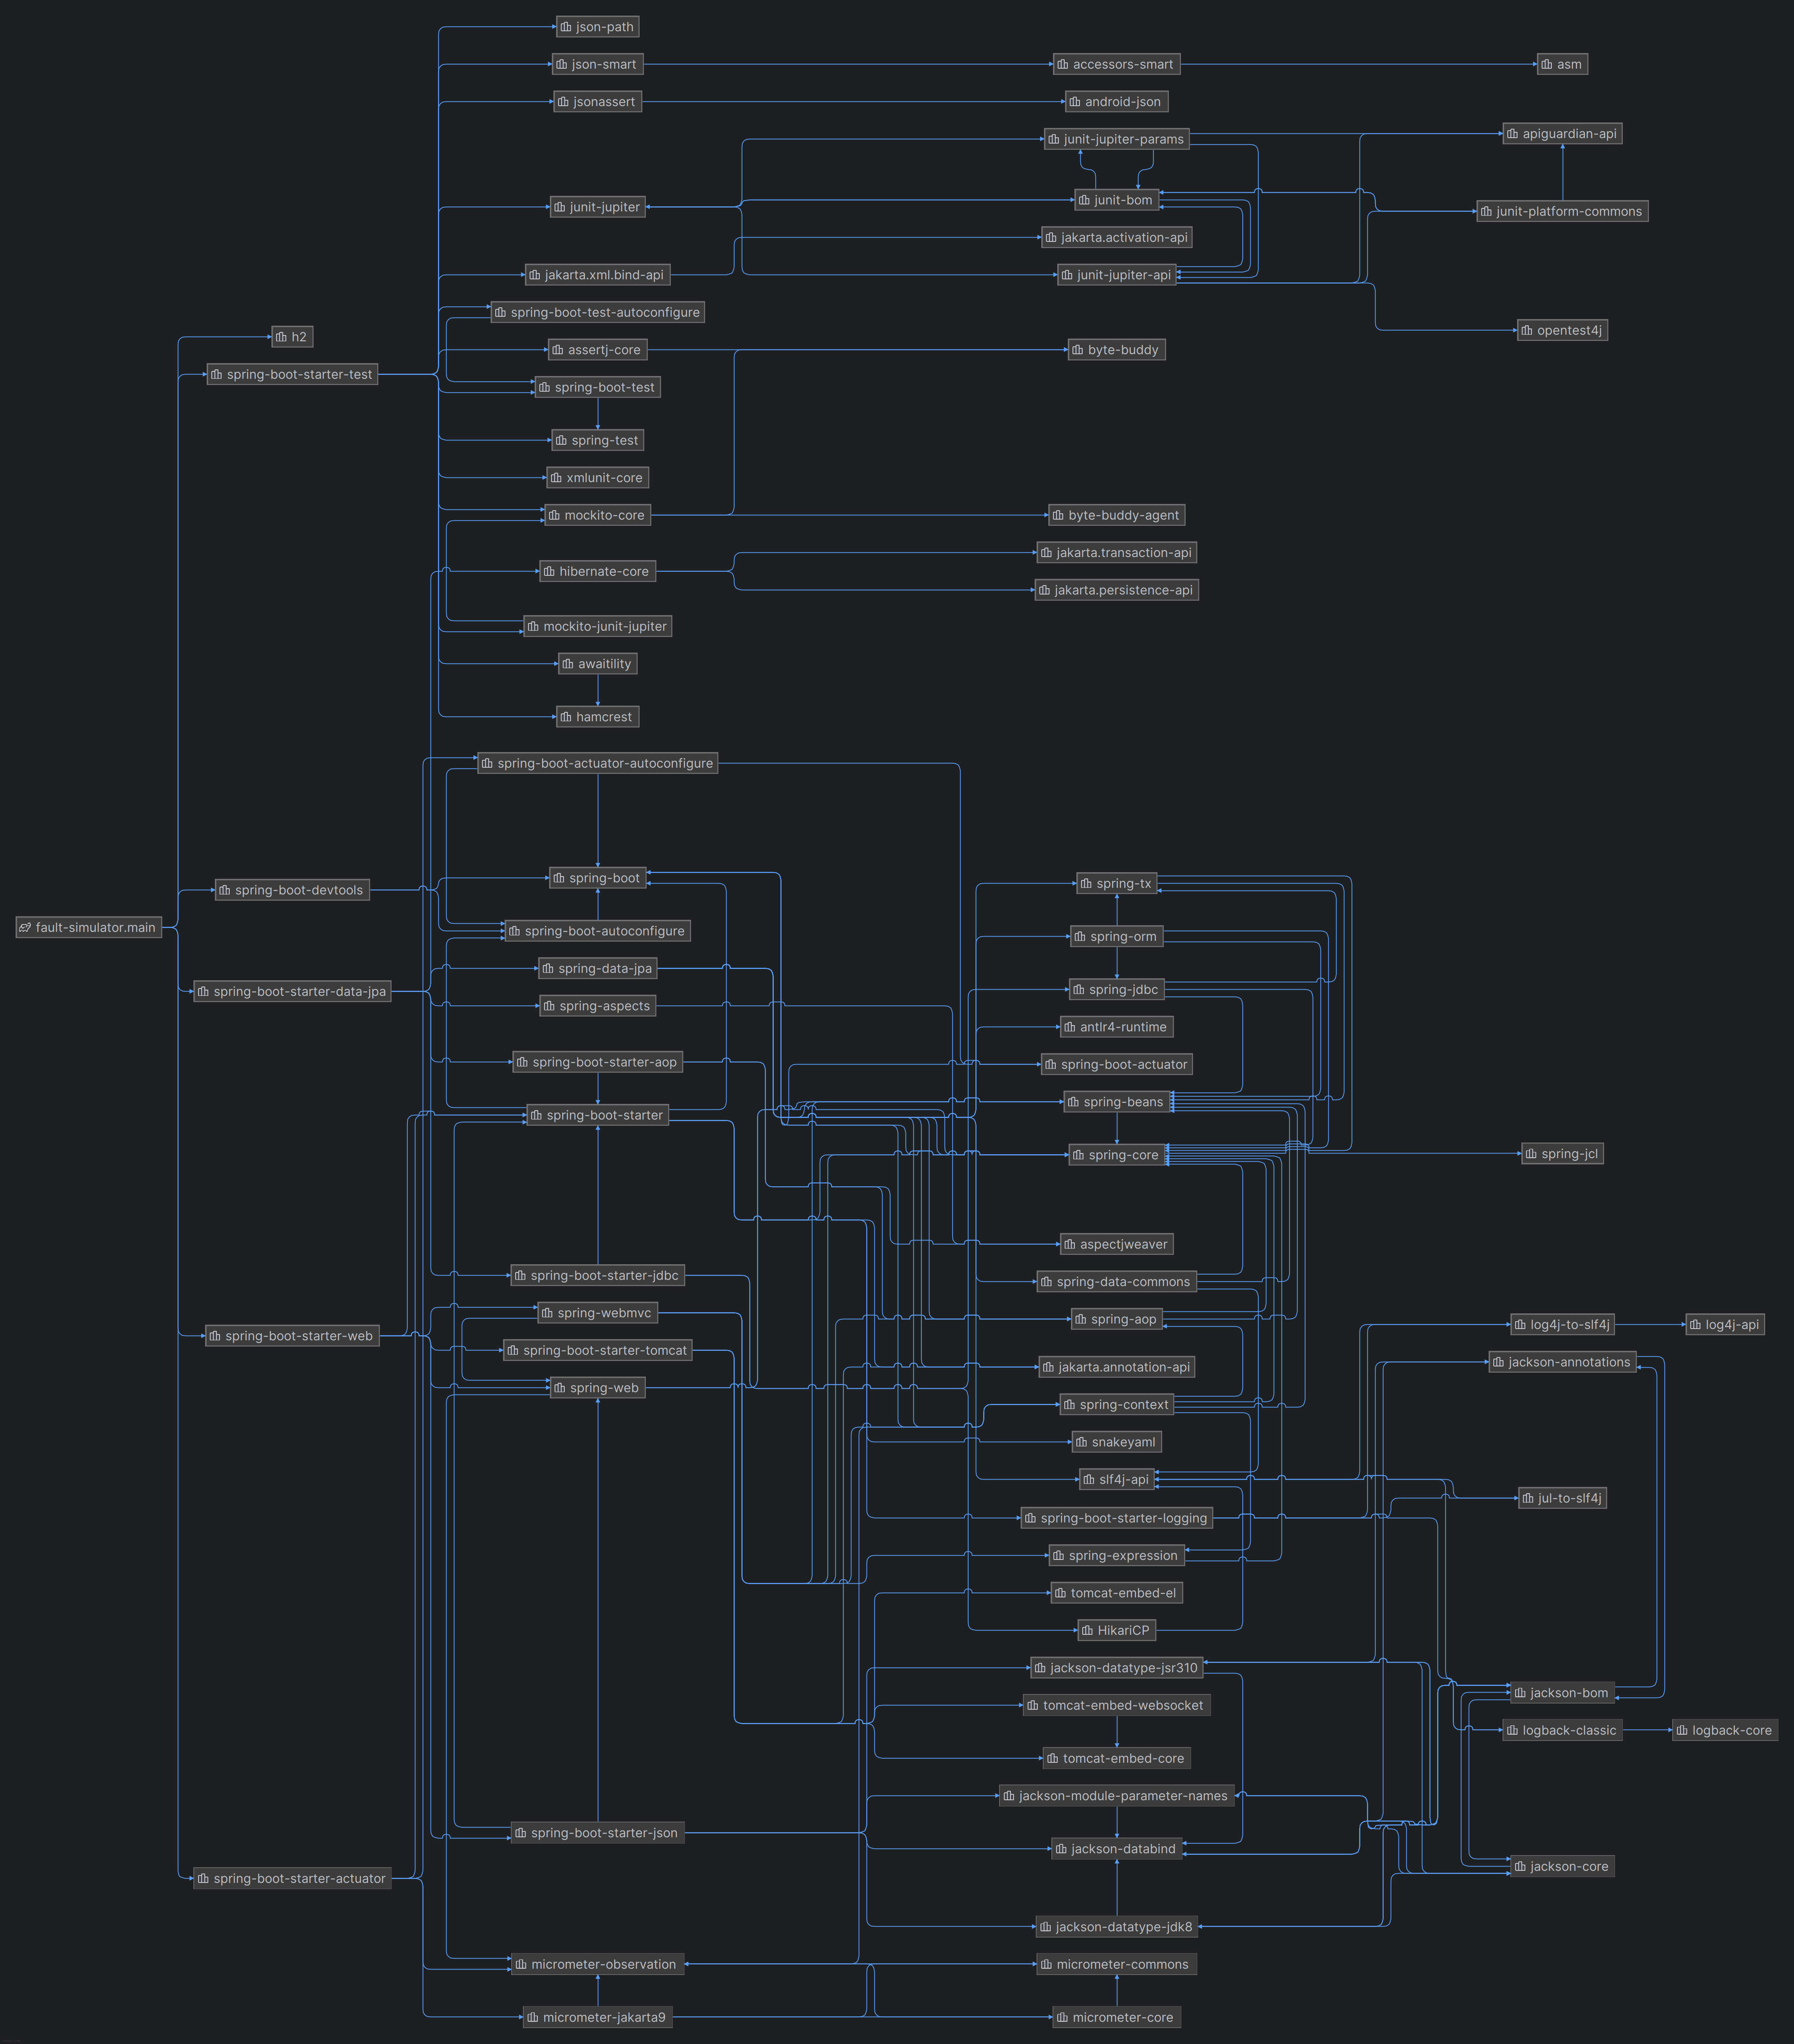 json-path
json-smart
accessors-smart
asm
jsonassert
android-json
junit-jupiter-params
apiguardian-api
junit-jupiter
junit-bom
junit-platform-commons
jakarta.activation-api
jakarta.xml.bind-api
junit-jupiter-api
spring-boot-test-autoconfigure
opentest4j
h2
assertj-core
byte-buddy
spring-boot-starter-test
spring-boot-test
spring-test
xmlunit-core
mockito-core
byte-buddy-agent
jakarta.transaction-api
hibernate-core
jakarta.persistence-api
mockito-junit-jupiter
awaitility
hamcrest
spring-boot-actuator-autoconfigure
spring-boot
spring-tx
spring-boot-devtools
fault-simulator.main
spring-boot-autoconfigure
spring-orm
spring-data-jpa
spring-boot-starter-data-jpa
spring-jdbc
spring-aspects
antlr4-runtime
spring-boot-starter-aop
spring-boot-actuator
spring-beans
spring-boot-starter
spring-core
spring-jcl
aspectjweaver
spring-boot-starter-jdbc
spring-data-commons
spring-webmvc
spring-aop
log4j-to-slf4j
log4j-api
spring-boot-starter-web
spring-boot-starter-tomcat
jackson-annotations
jakarta.annotation-api
spring-web
spring-context
snakeyaml
slf4j-api
jul-to-slf4j
spring-boot-starter-logging
spring-expression
tomcat-embed-el
HikariCP
jackson-datatype-jsr310
jackson-bom
tomcat-embed-websocket
logback-classic
logback-core
tomcat-embed-core
jackson-module-parameter-names
spring-boot-starter-json
jackson-databind
jackson-core
spring-boot-starter-actuator
jackson-datatype-jdk8
micrometer-observation
micrometer-commons
micrometer-jakarta9
micrometer-core